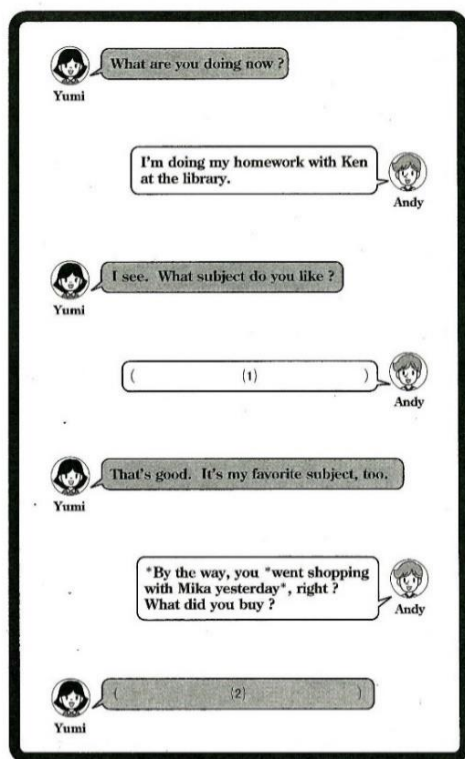 What are you doing now ?
Yumi
I'm doing my homework with Ken
at the library.
Andy
I see. What subject do you like ?
Yumi
( (1) )
Andy
That's good. It's my favorite subject, too.
Yumi
*By the way, you *went shopping
with Mika yesterday*, right ?
What did you buy ?
Andy
( (2) )
Yumi